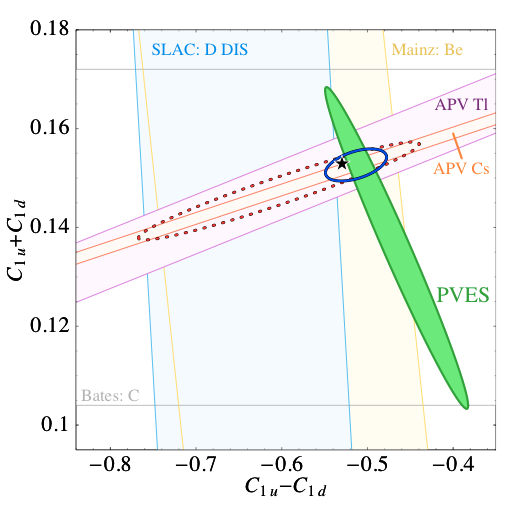 0.18
SLAC: D DIS
Mainz: Be
APV Tl
0.16
APV Cs
0.14
C1u+C1d
PVES
0.12
Bates: C
0.1
−0.8 −0.7 −0.6 −0.5 −0.4
C1u−C1d